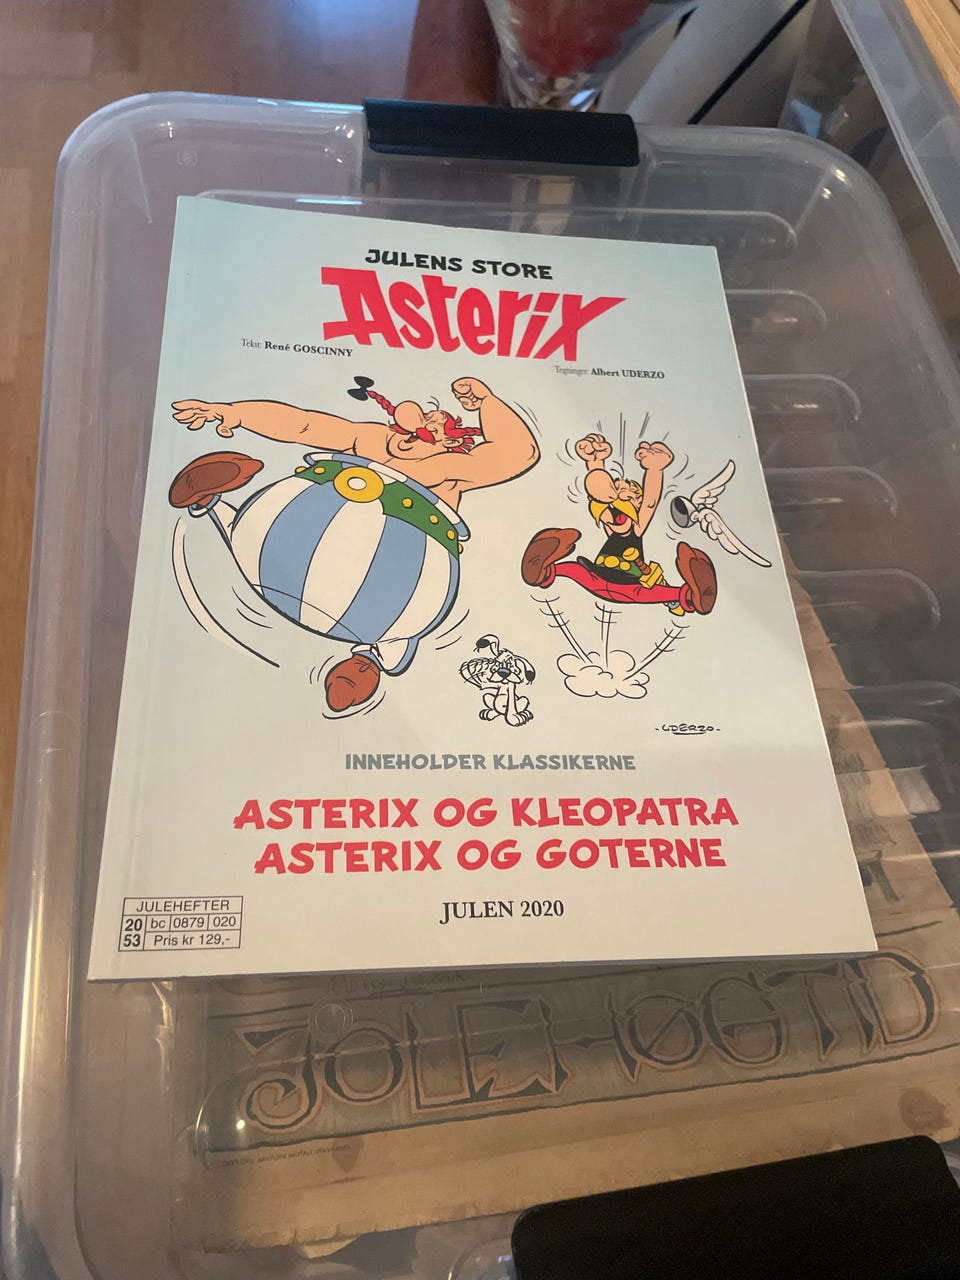 JULENS STORE
Asterix
Tekst: René GOSCINNY
Tegninger: Albert UDERZO
-UDERZO-
INNEHOLDER KLASSIKERNE
ASTERIX OG KLEOPATRA
ASTERIX OG GOTERNE
JULEN 2020
JULEHEFTER
20 bc 0879 020
53 Pris kr 129,-
JOLEHØGTID